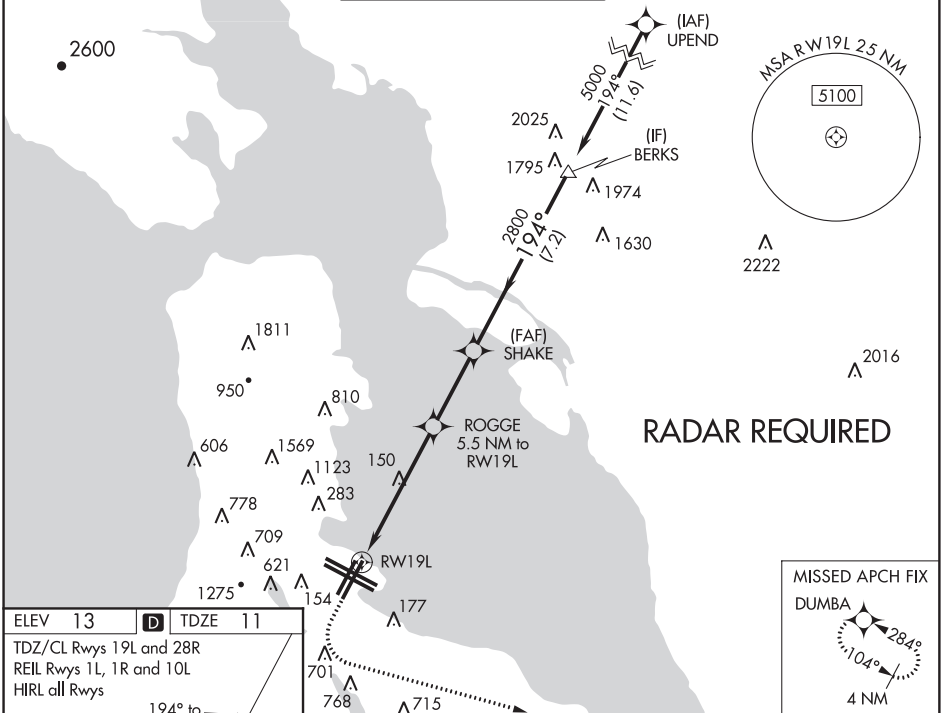 2600
(IAF)
UPEND
MSA RW19L 25 NM
5100
5000
194°
(11.6)
2025
1795
(IF)
BERKS
1974
2800
194°
(7.2)
1630
2222
1811
950
(FAF)
SHAKE
2016
810
ROGGE
5.5 NM to
RW19L
RADAR REQUIRED
606
1569
150
1123
283
778
709
621
RW19L
1275
154
177
MISSED APCH FIX
DUMBA
284°
104°
4 NM
ELEV 13 D TDZE 11
TDZ/CL Rwys 19L and 28R
REIL Rwys 1L, 1R and 10L
HIRL all Rwys
701
768
715
194° to